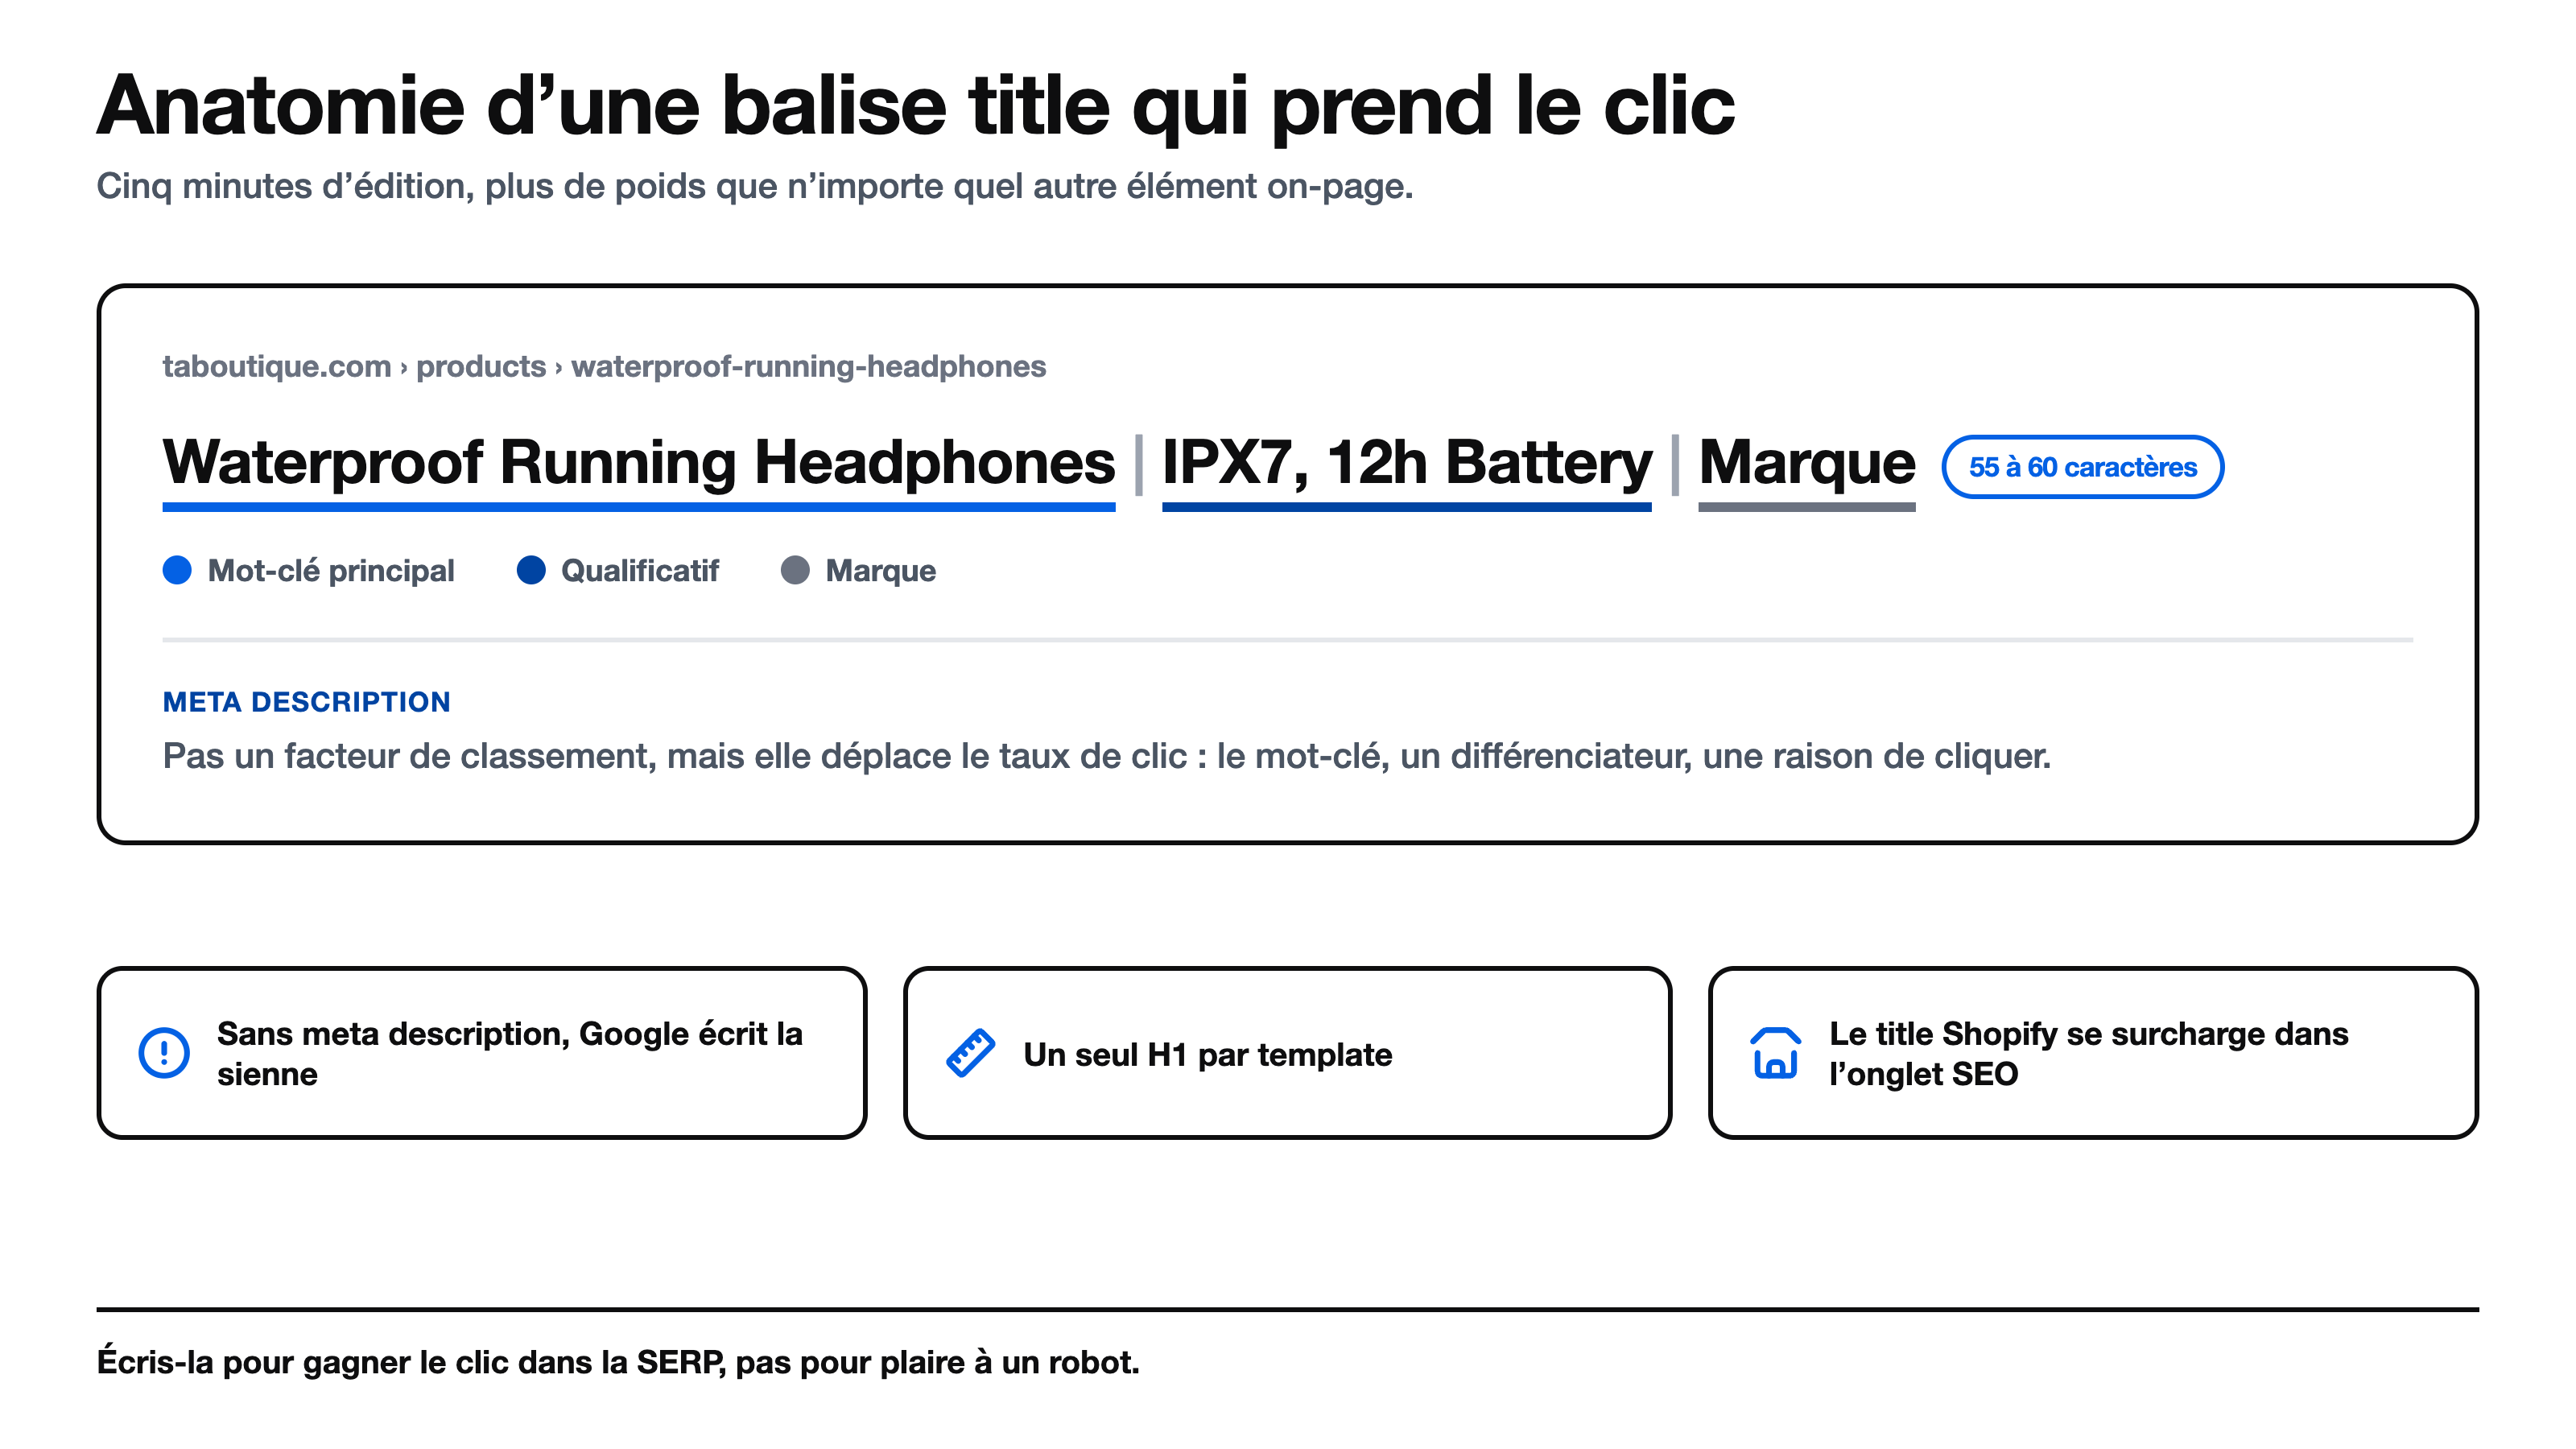 Anatomie d’une balise title qui prend le clic
Cinq minutes d’édition, plus de poids que n’importe quel autre élément on-page.
taboutique.com › products › waterproof-running-headphones
Waterproof Running Headphones | IPX7, 12h Battery | Marque 55 à 60 caractères
Mot-clé principal Qualificatif Marque
META DESCRIPTION
Pas un facteur de classement, mais elle déplace le taux de clic : le mot-clé, un différenciateur, une raison de cliquer.
Sans meta description, Google écrit la
sienne
Un seul H1 par template
Le title Shopify se surcharge dans
l’onglet SEO
Écris-la pour gagner le clic dans la SERP, pas pour plaire à un robot.